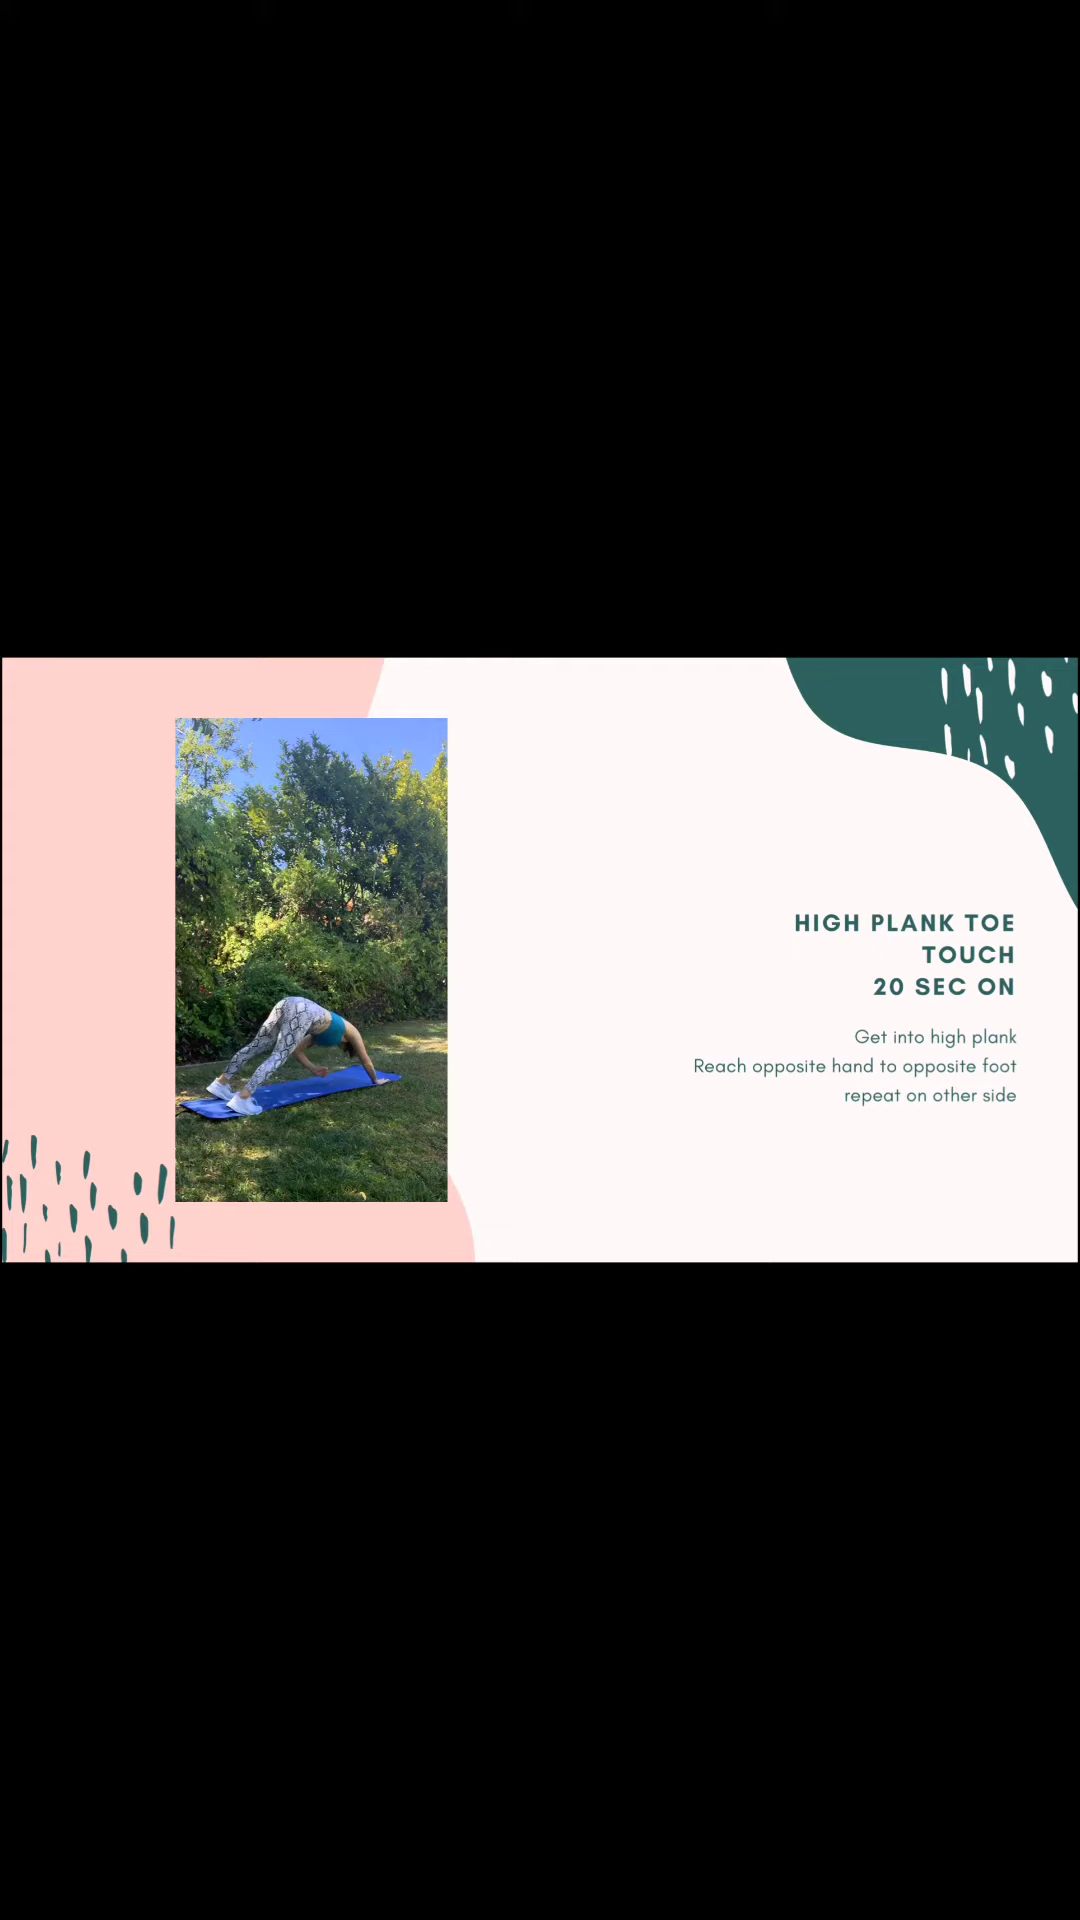 HIGH PLANK TOE
TOUCH
20 SEC ON
Get into high plank
Reach opposite hand to opposite foot
repeat on other side